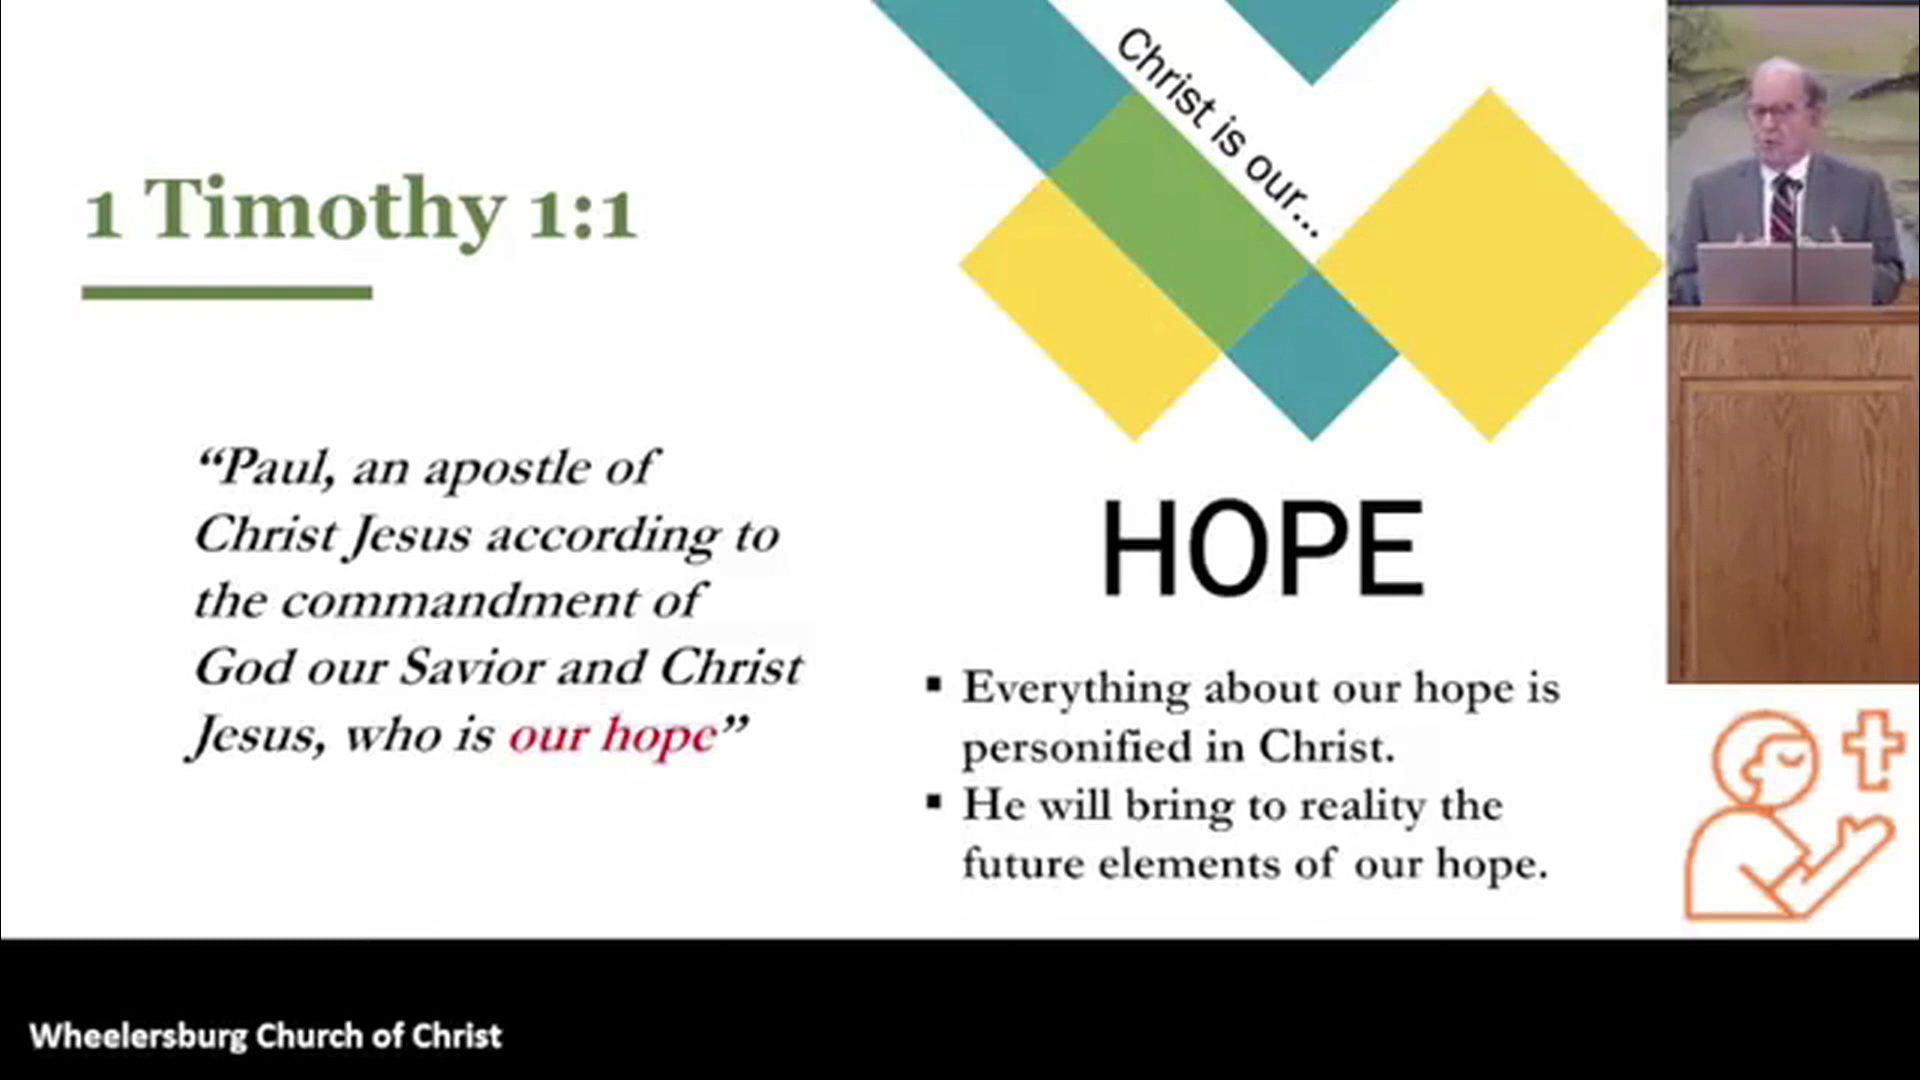 1 Timothy 1:1
“Paul, an apostle of
Christ Jesus according to
the commandment of
God our Savior and Christ
Jesus, who is our hope”
Christ is our...
HOPE
▪ Everything about our hope is
personified in Christ.
▪ He will bring to reality the
future elements of our hope.
Wheelersburg Church of Christ